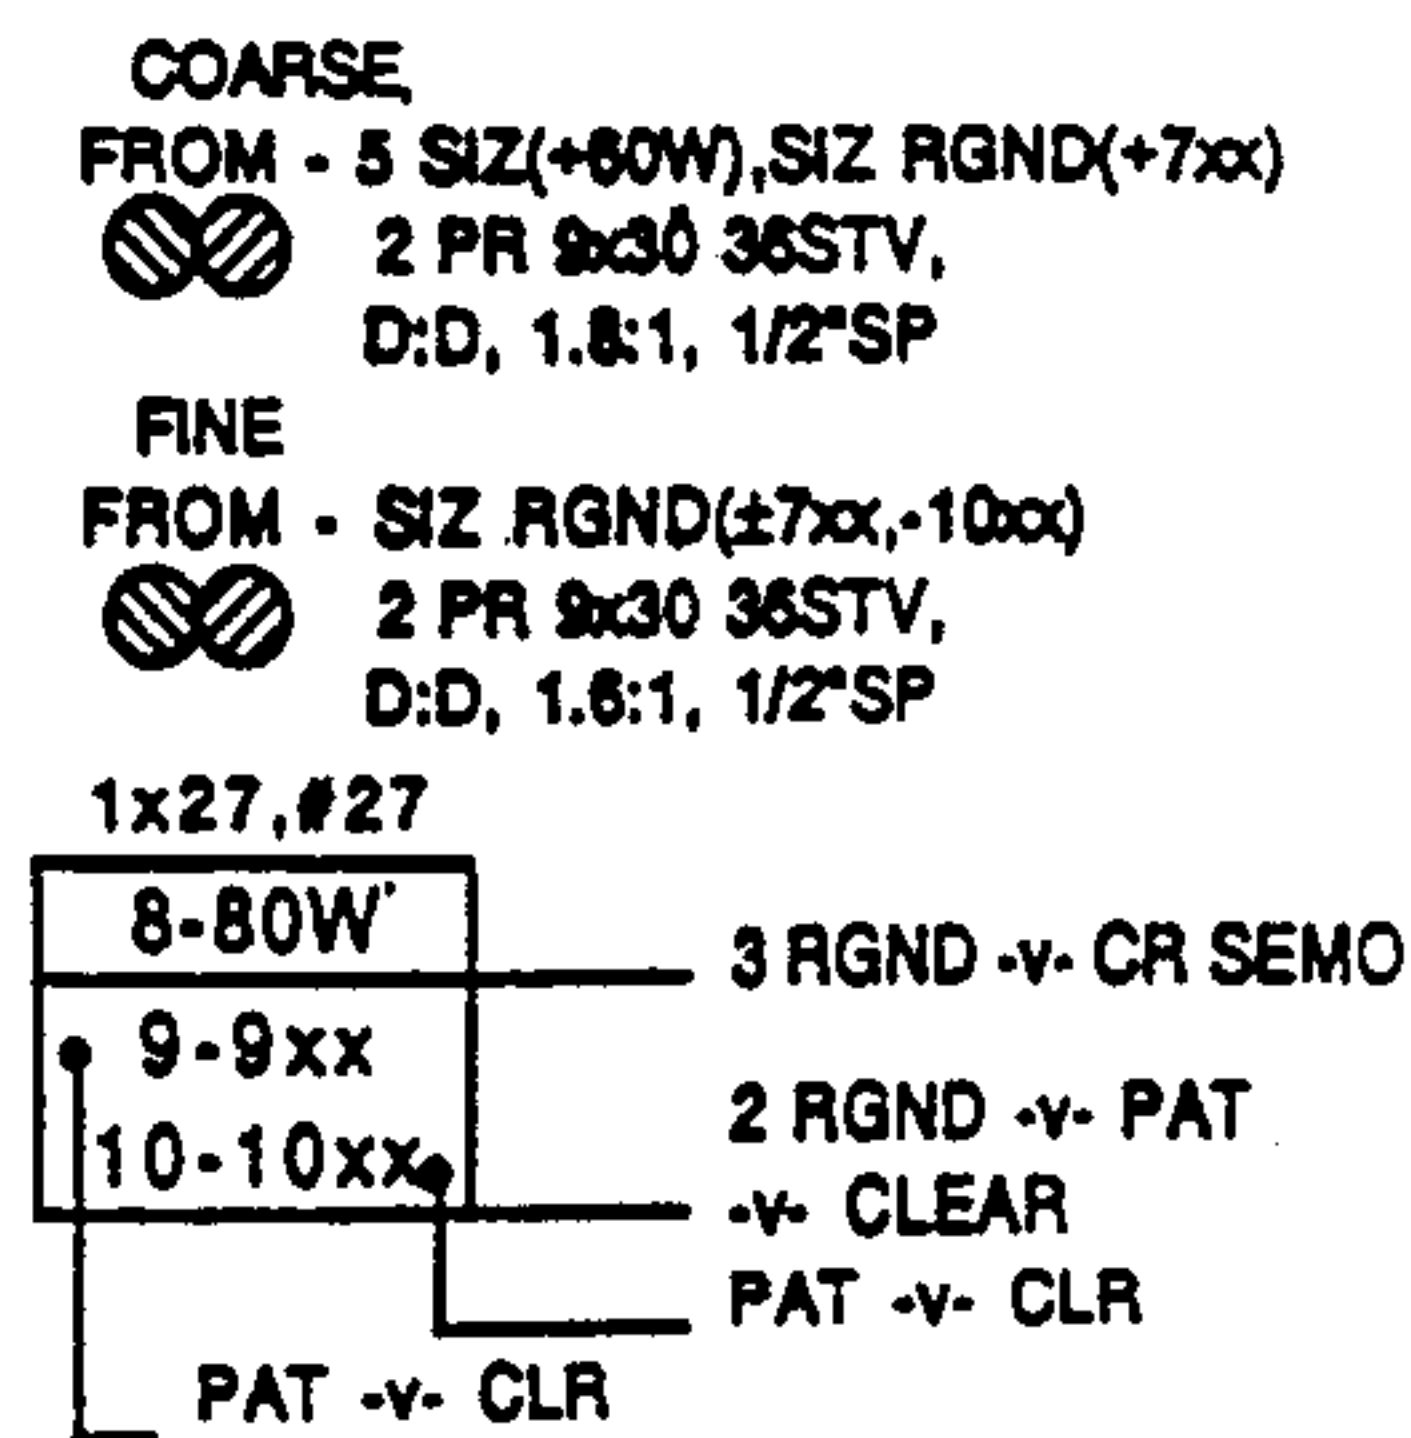 COARSE,
FROM - 5 SIZ(+60W),SIZ RGND(+7xx)
2 PR 9x30 36STV,
D:D, 1.8:1, 1/2"SP
FINE
FROM - SIZ RGND(±7xx,-10xx)
2 PR 9x30 36STV,
D:D, 1.6:1, 1/2"SP
1x27,#27
8-80W
9-9xx
10-10xx
3 RGND -v- CR SEMO
2 RGND -v- PAT
-v- CLEAR
PAT -v- CLR
PAT -v- CLR